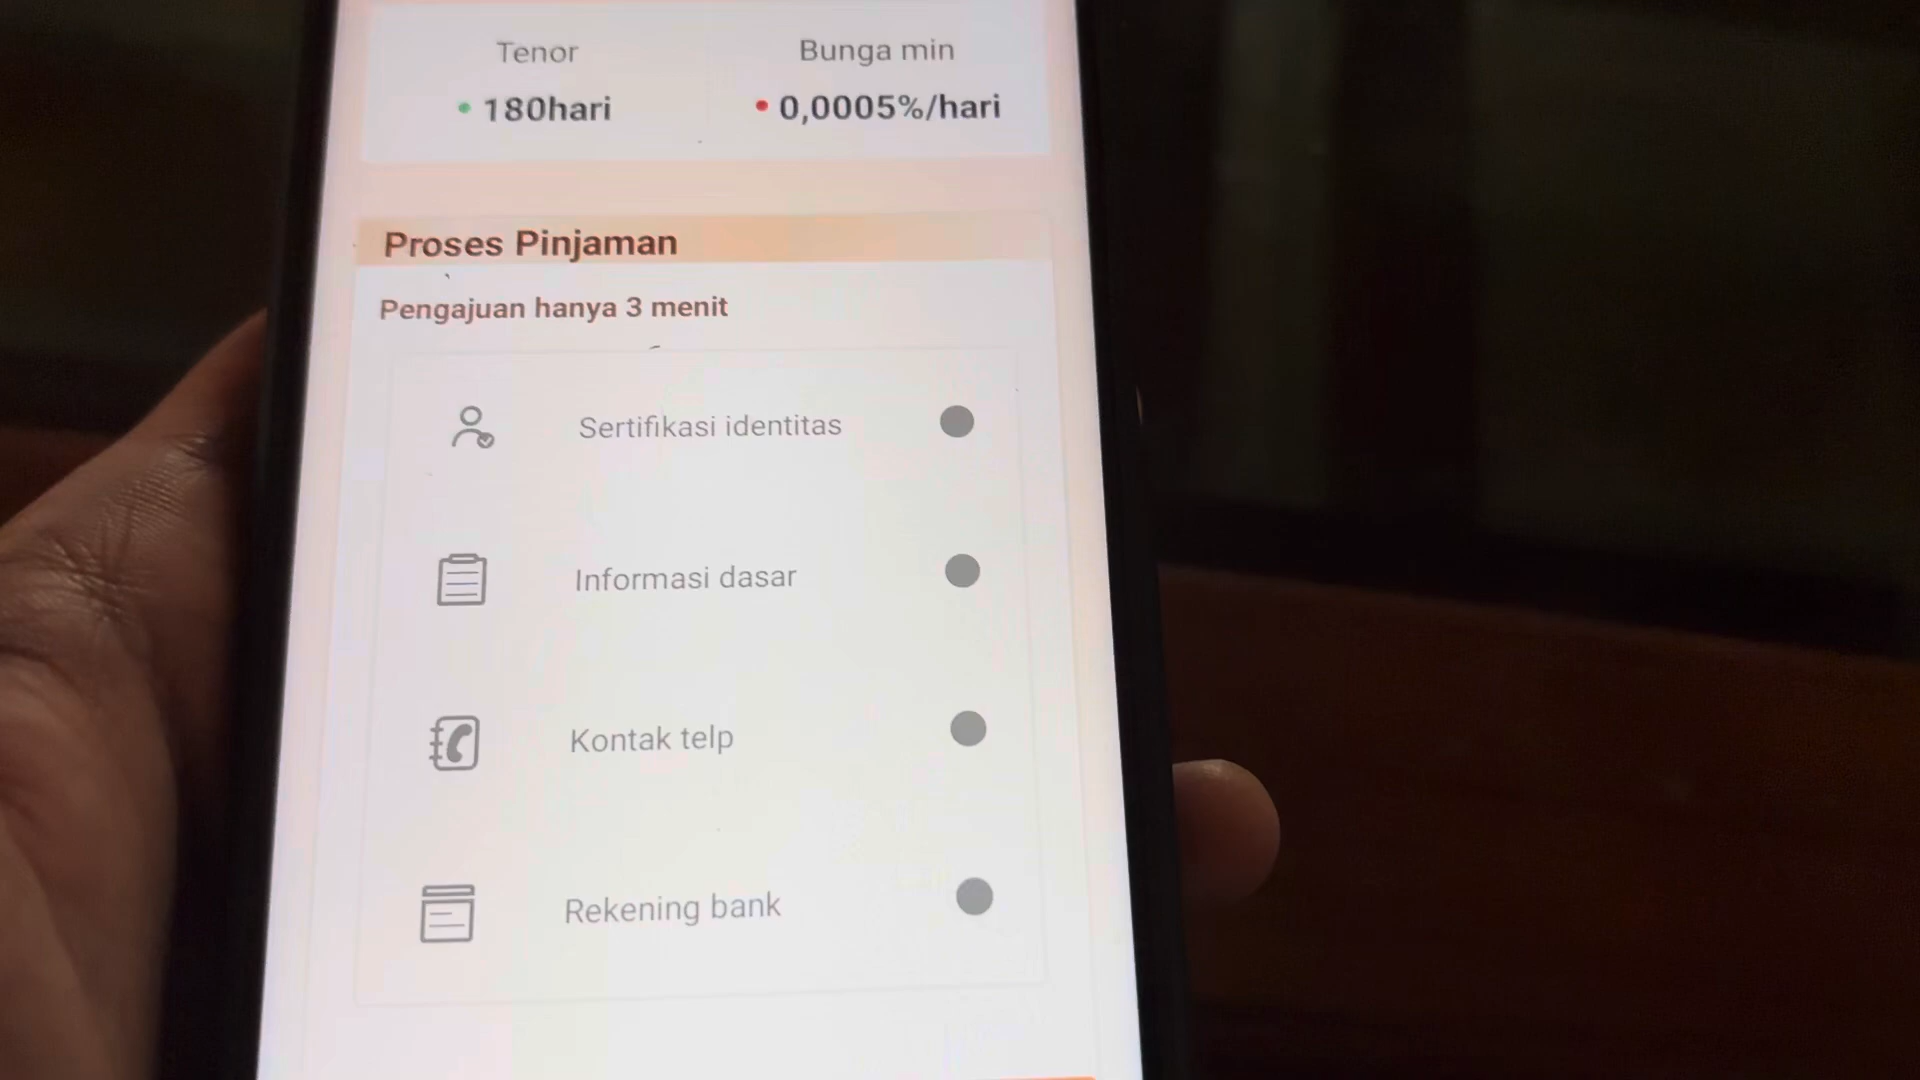 Tenor
Bunga min
180hari
0,0005%/hari
Proses Pinjaman
Pengajuan hanya 3 menit
Sertifikasi identitas
Informasi dasar
Kontak telp
Rekening bank